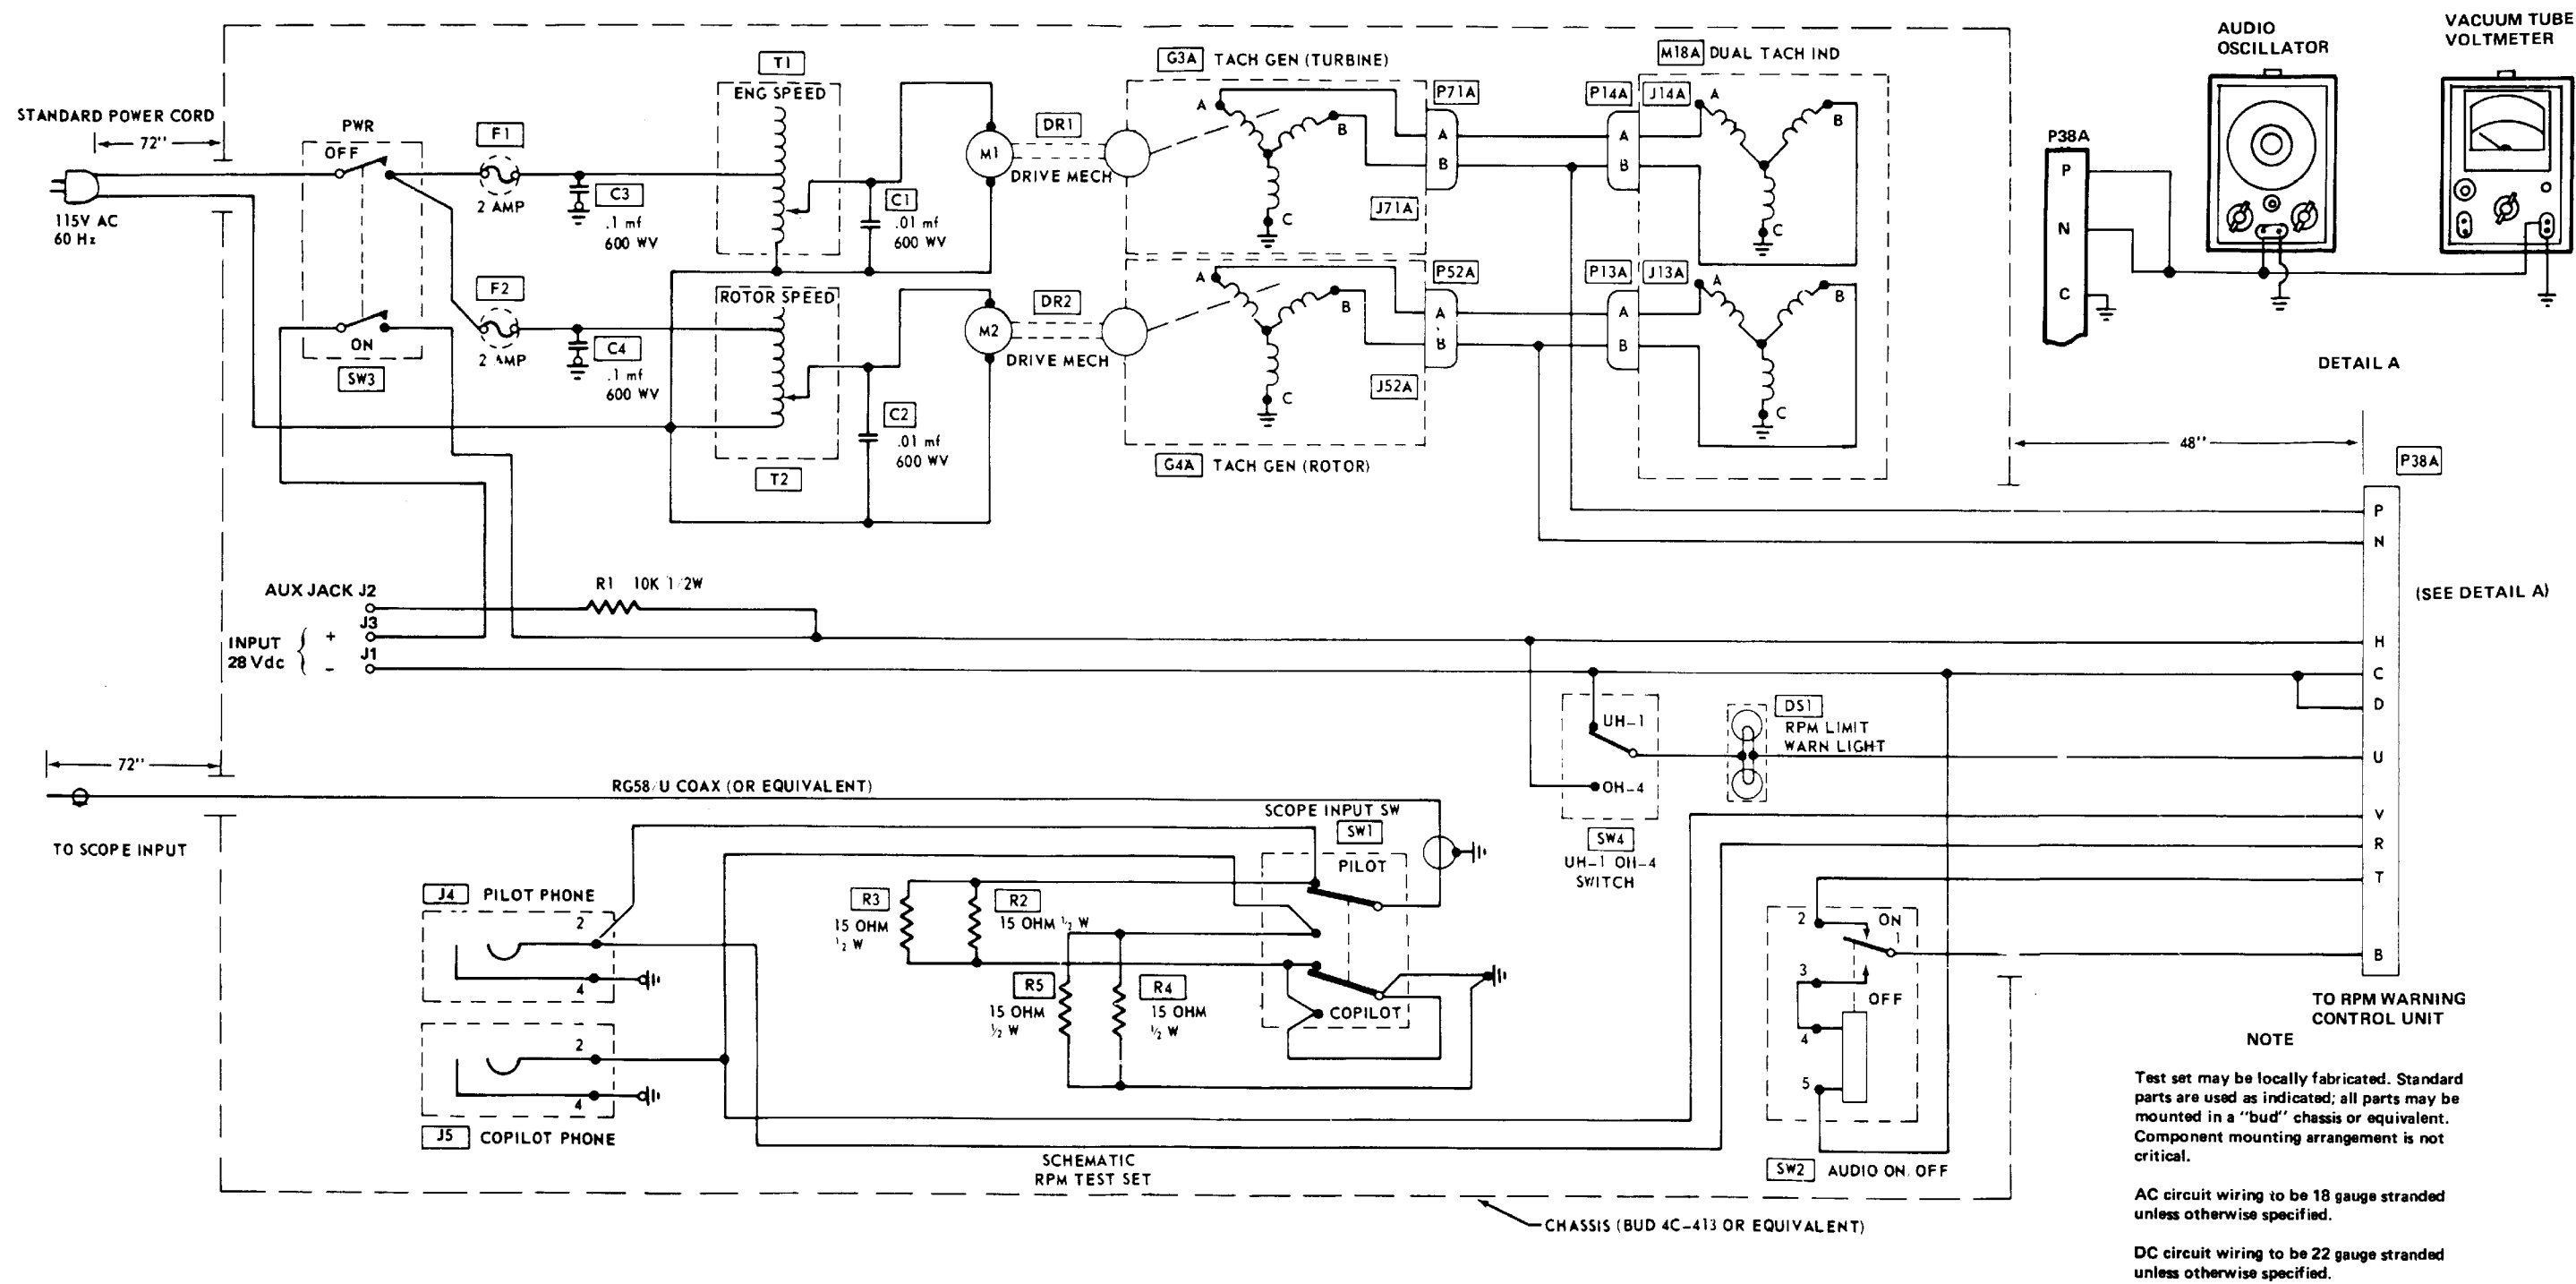 AUDIO
OSCILLATOR
VACUUM TUBE
VOLTMETER
STANDARD POWER CORD
72"
115V AC
60 Hz
PWR
OFF
ON
SW3
F1
2 AMP
F2
2 AMP
C3
.1 mf
600 WV
C4
.1 mf
600 WV
T1
ENG SPEED
ROTOR SPEED
T2
C1
.01 mf
600 WV
C2
.01 mf
600 WV
M1
DR1
DRIVE MECH
M2
DR2
DRIVE MECH
G3A TACH GEN (TURBINE)
A
B
C
P71A
A
B
J71A
A
B
C
P52A
A
B
J52A
G4A TACH GEN (ROTOR)
M18A DUAL TACH IND
P14A
J14A
A
B
A
B
C
P13A
J13A
A
B
A
B
C
P38A
P
N
C
DETAIL A
48"
P38A
P
N
H
C
D
U
V
R
T
B
(SEE DETAIL A)
AUX JACK J2
R1 10K 1/2W
J3
INPUT
28 Vdc
+
-
J1
72"
TO SCOPE INPUT
RG58/U COAX (OR EQUIVALENT)
SCOPE INPUT SW
SW1
PILOT
COPILOT
UH-1
OH-4
SW4
UH-1 OH-4
SWITCH
DS1
RPM LIMIT
WARN LIGHT
J4 PILOT PHONE
2
4
2
4
J5 COPILOT PHONE
R3
15 OHM
1/2 W
R2
15 OHM 1/2 W
R5
15 OHM
1/2 W
R4
15 OHM
1/2 W
2
ON
1
3
OFF
4
5
SW2 AUDIO ON OFF
SCHEMATIC
RPM TEST SET
CHASSIS (BUD 4C-413 OR EQUIVALENT)
TO RPM WARNING
CONTROL UNIT
NOTE
Test set may be locally fabricated. Standard
parts are used as indicated; all parts may be
mounted in a "bud" chassis or equivalent.
Component mounting arrangement is not
critical.
AC circuit wiring to be 18 gauge stranded
unless otherwise specified.
DC circuit wiring to be 22 gauge stranded
unless otherwise specified.